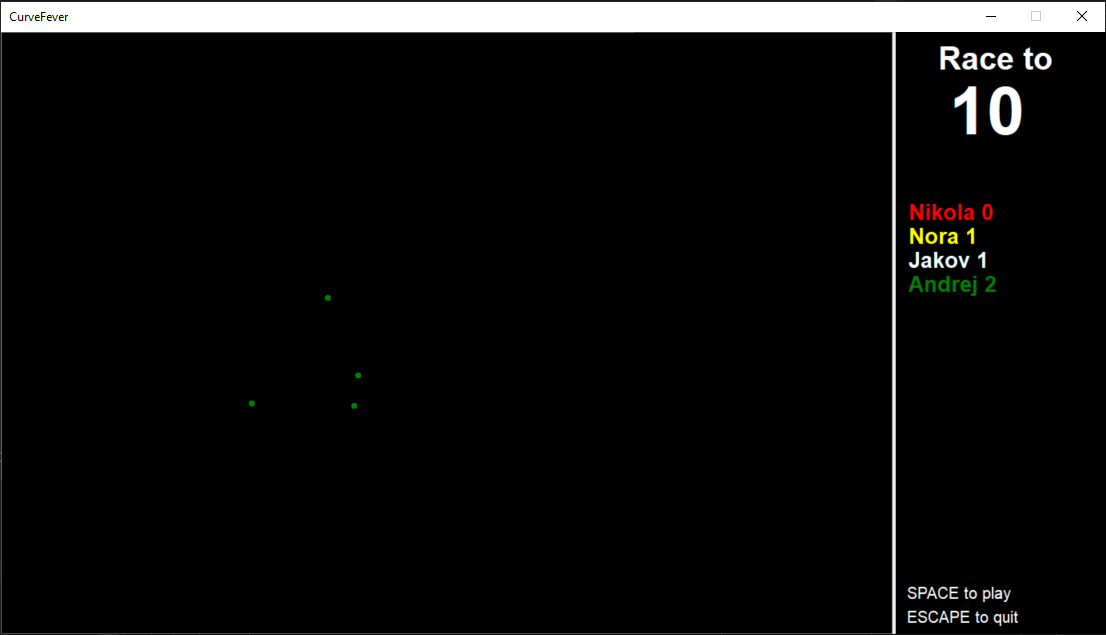 CurveFever
Race to
10
Nikola 0
Nora 1
Jakov 1
Andrej 2
SPACE to play
ESCAPE to quit